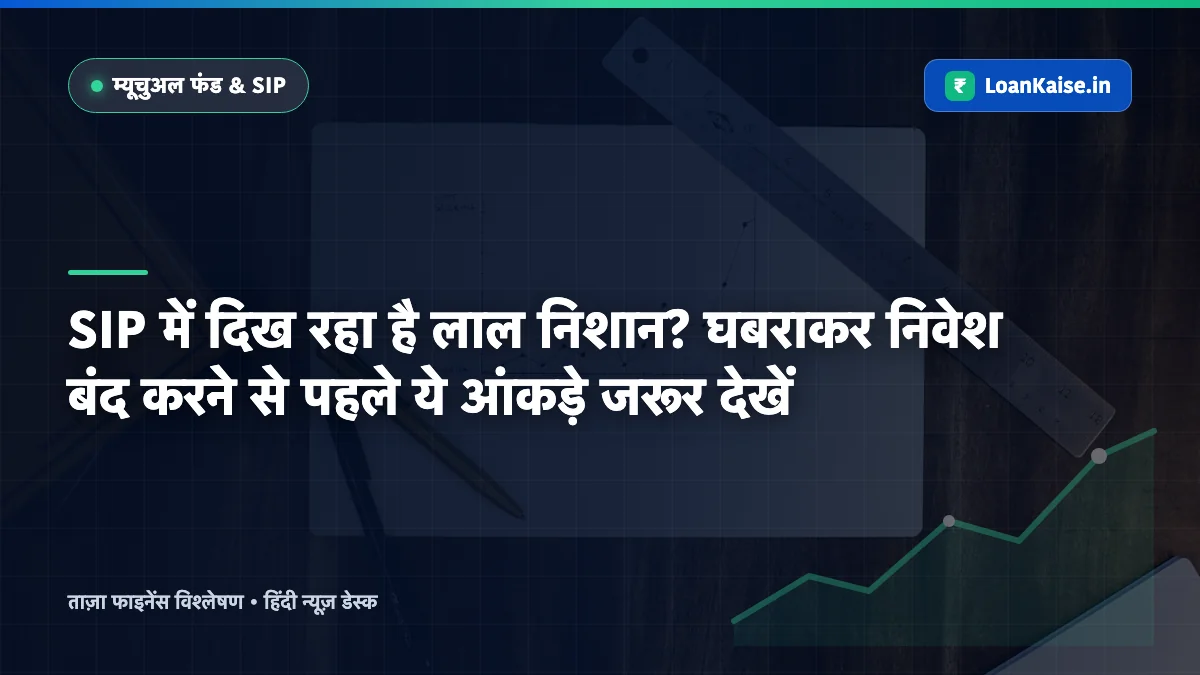 म्यूचुअल फंड & SIP
₹ LoanKaise.in
SIP में दिख रहा है लाल निशान? घबराकर निवेश
बंद करने से पहले ये आंकड़े जरूर देखें
ताज़ा फाइनेंस विश्लेषण • हिंदी न्यूज़ डेस्क